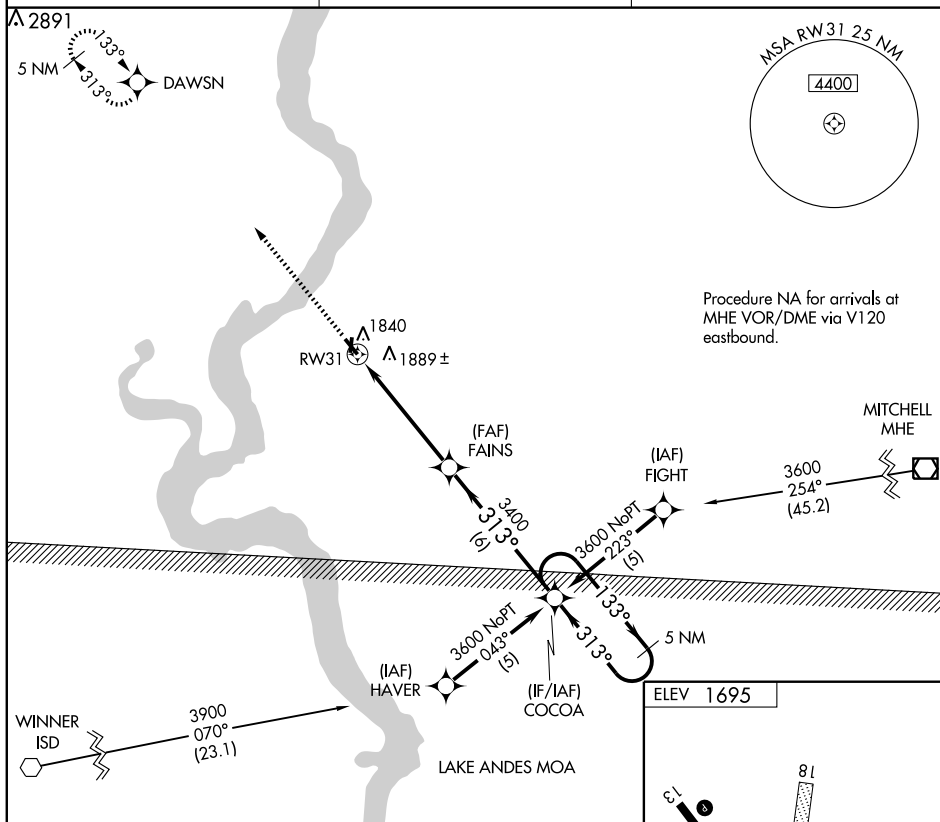 2891
133°
5 NM
313°
DAWSN
MSA RW31 25 NM
4400
Procedure NA for arrivals at
MHE VOR/DME via V120
eastbound.
1840
RW31
1889 ±
(FAF)
FAINS
MITCHELL
MHE
(IAF)
FIGHT
3600
254°
(45.2)
3400
313°
(6)
3600 NoPT
223°
(5)
133°
313°
5 NM
3600 NoPT
043°
(5)
(IAF)
HAVER
(IF/IAF)
COCOA
WINNER
ISD
3900
070°
(23.1)
LAKE ANDES MOA
ELEV 1695
13
P
18